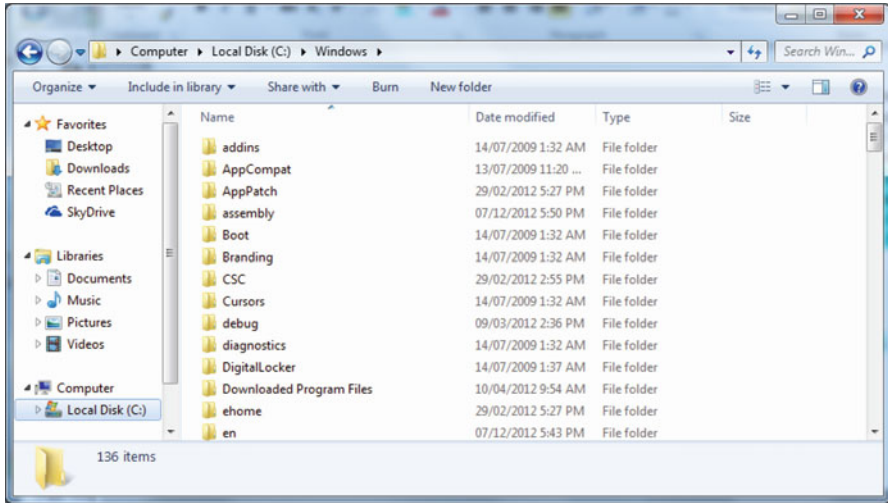 Computer Local Disk (C:) Windows Search Win...
Organize Include in library Share with Burn New folder
Favorites
Desktop
Downloads
Recent Places
SkyDrive
Libraries
Documents
Music
Pictures
Videos
Computer
Local Disk (C:)
Name Date modified Type Size
addins 14/07/2009 1:32 AM File folder
AppCompat 13/07/2009 11:20 ... File folder
AppPatch 29/02/2012 5:27 PM File folder
assembly 07/12/2012 5:50 PM File folder
Boot 14/07/2009 1:32 AM File folder
Branding 14/07/2009 1:32 AM File folder
CSC 29/02/2012 2:55 PM File folder
Cursors 14/07/2009 1:32 AM File folder
debug 09/03/2012 2:36 PM File folder
diagnostics 14/07/2009 1:32 AM File folder
DigitalLocker 14/07/2009 1:37 AM File folder
Downloaded Program Files 10/04/2012 9:54 AM File folder
ehome 29/02/2012 5:27 PM File folder
en 07/12/2012 5:43 PM File folder
136 items